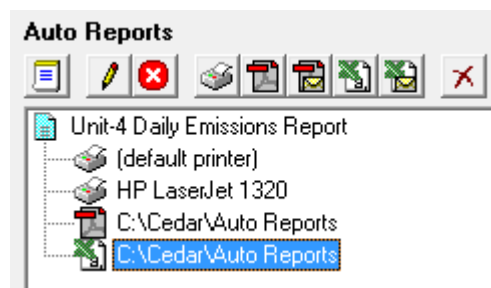 Auto Reports
Unit-4 Daily Emissions Report
(default printer)
HP LaserJet 1320
C:\Cedar\Auto Reports
C:\Cedar\Auto Reports